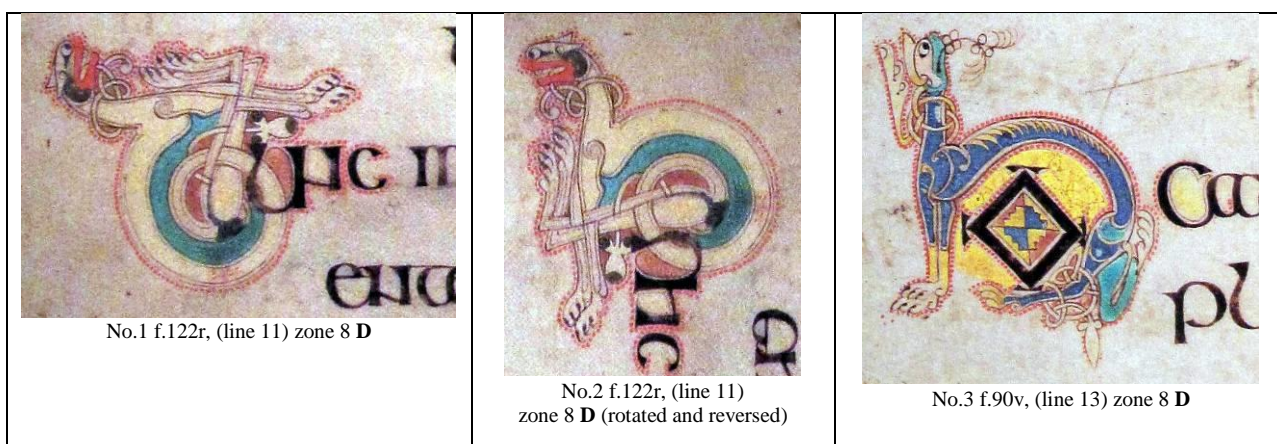 No.1 f.122r, (line 11) zone 8 D
No.2 f.122r, (line 11)
zone 8 D (rotated and reversed)
No.3 f.90v, (line 13) zone 8 D